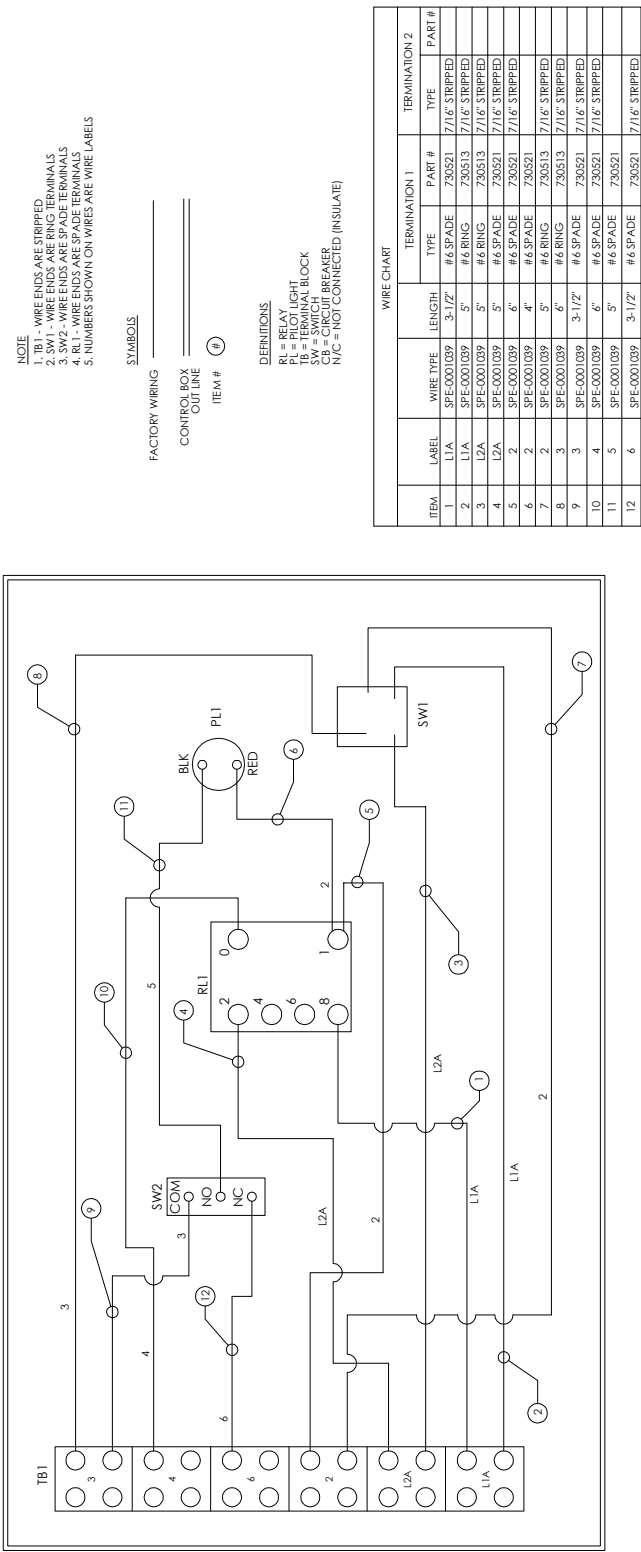 NOTE
1. TB1 - WIRE ENDS ARE STRIPPED
2. SW1 - WIRE ENDS ARE RING TERMINALS
3. SW2 - WIRE ENDS ARE SPADE TERMINALS
4. RL1 - WIRE ENDS ARE SPADE TERMINALS
5. NUMBERS SHOWN ON WIRES ARE WIRE LABELS
SYMBOLS
FACTORY WIRING
CONTROL BOX
OUT LINE
ITEM # #
DEFINITIONS
RL = RELAY
PL = PILOT LIGHT
TB = TERMINAL BLOCK
SW = SWITCH
CB = CIRCUIT BREAKER
N/C = NOT CONNECTED (INSULATE)
WIRE CHART
TERMINATION 1 TERMINATION 2
ITEM LABEL WIRE TYPE LENGTH TYPE PART # TYPE PART #
1 L1A SPE-0001039 3-1/2" #6 SPADE 730521 7/16" STRIPPED
2 L1A SPE-0001039 5" #6 RING 730513 7/16" STRIPPED
3 L2A SPE-0001039 5" #6 RING 730513 7/16" STRIPPED
4 L2A SPE-0001039 5" #6 SPADE 730521 7/16" STRIPPED
5 2 SPE-0001039 6" #6 SPADE 730521 7/16" STRIPPED
6 2 SPE-0001039 4" #6 SPADE 730521
7 2 SPE-0001039 5" #6 RING 730513 7/16" STRIPPED
8 3 SPE-0001039 6" #6 RING 730513 7/16" STRIPPED
9 3 SPE-0001039 3-1/2" #6 SPADE 730521 7/16" STRIPPED
10 4 SPE-0001039 6" #6 SPADE 730521 7/16" STRIPPED
11 5 SPE-0001039 5" #6 SPADE 730521
12 6 SPE-0001039 3-1/2" #6 SPADE 730521 7/16" STRIPPED
TB1
3
4
6
2
L2A
L1A
3
9
3
4
10
12
6
SW2
COM
NO
NC
5
11
4
L2A
2
RL1
2
0
4
6
8
1
2
5
6
BLK
PL1
RED
8
SW1
3
L2A
1
L1A
L1A
2
2
7